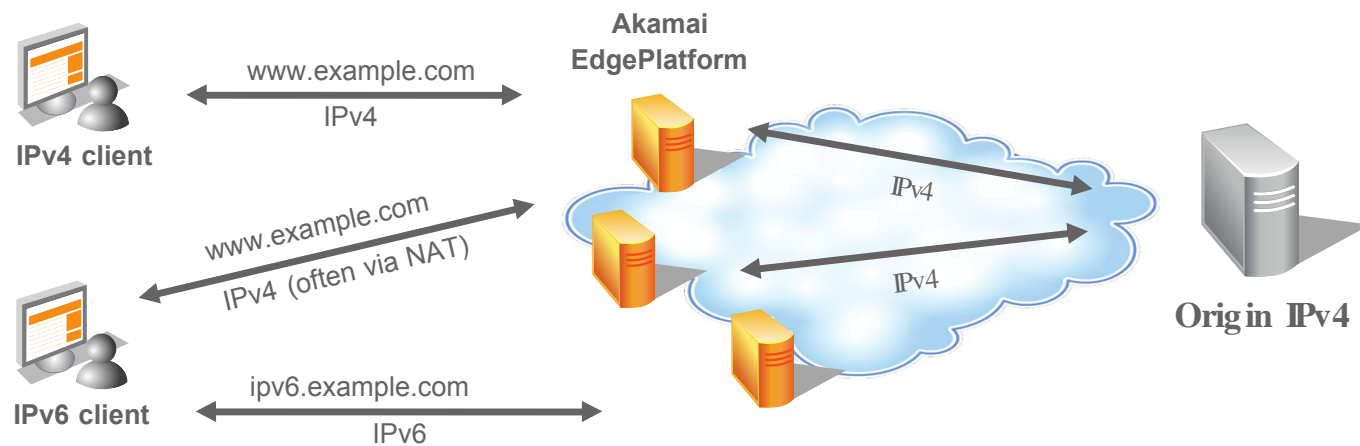 Akamai
EdgePlatform
www.example.com
IPv4
IPv4 client
IPv4
www.example.com
IPv4 (often via NAT)
IPv4
Origin IPv4
ipv6.example.com
IPv6
IPv6 client